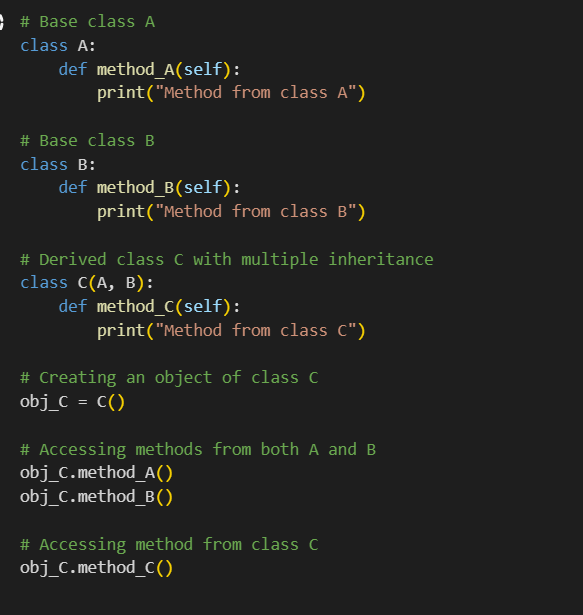 # Base class A
class A:
    def method_A(self):
        print("Method from class A")

# Base class B
class B:
    def method_B(self):
        print("Method from class B")

# Derived class C with multiple inheritance
class C(A, B):
    def method_C(self):
        print("Method from class C")

# Creating an object of class C
obj_C = C()

# Accessing methods from both A and B
obj_C.method_A()
obj_C.method_B()

# Accessing method from class C
obj_C.method_C()